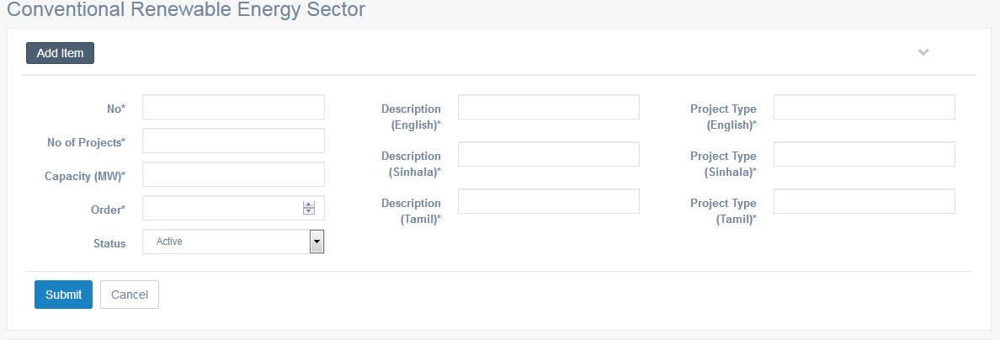 Conventional Renewable Energy Sector
Add Item
No*
No of Projects*
Capacity (MW)*
Order*
Status
Active
Description
(English)*
Description
(Sinhala)*
Description
(Tamil)*
Project Type
(English)*
Project Type
(Sinhala)*
Project Type
(Tamil)*
Submit
Cancel